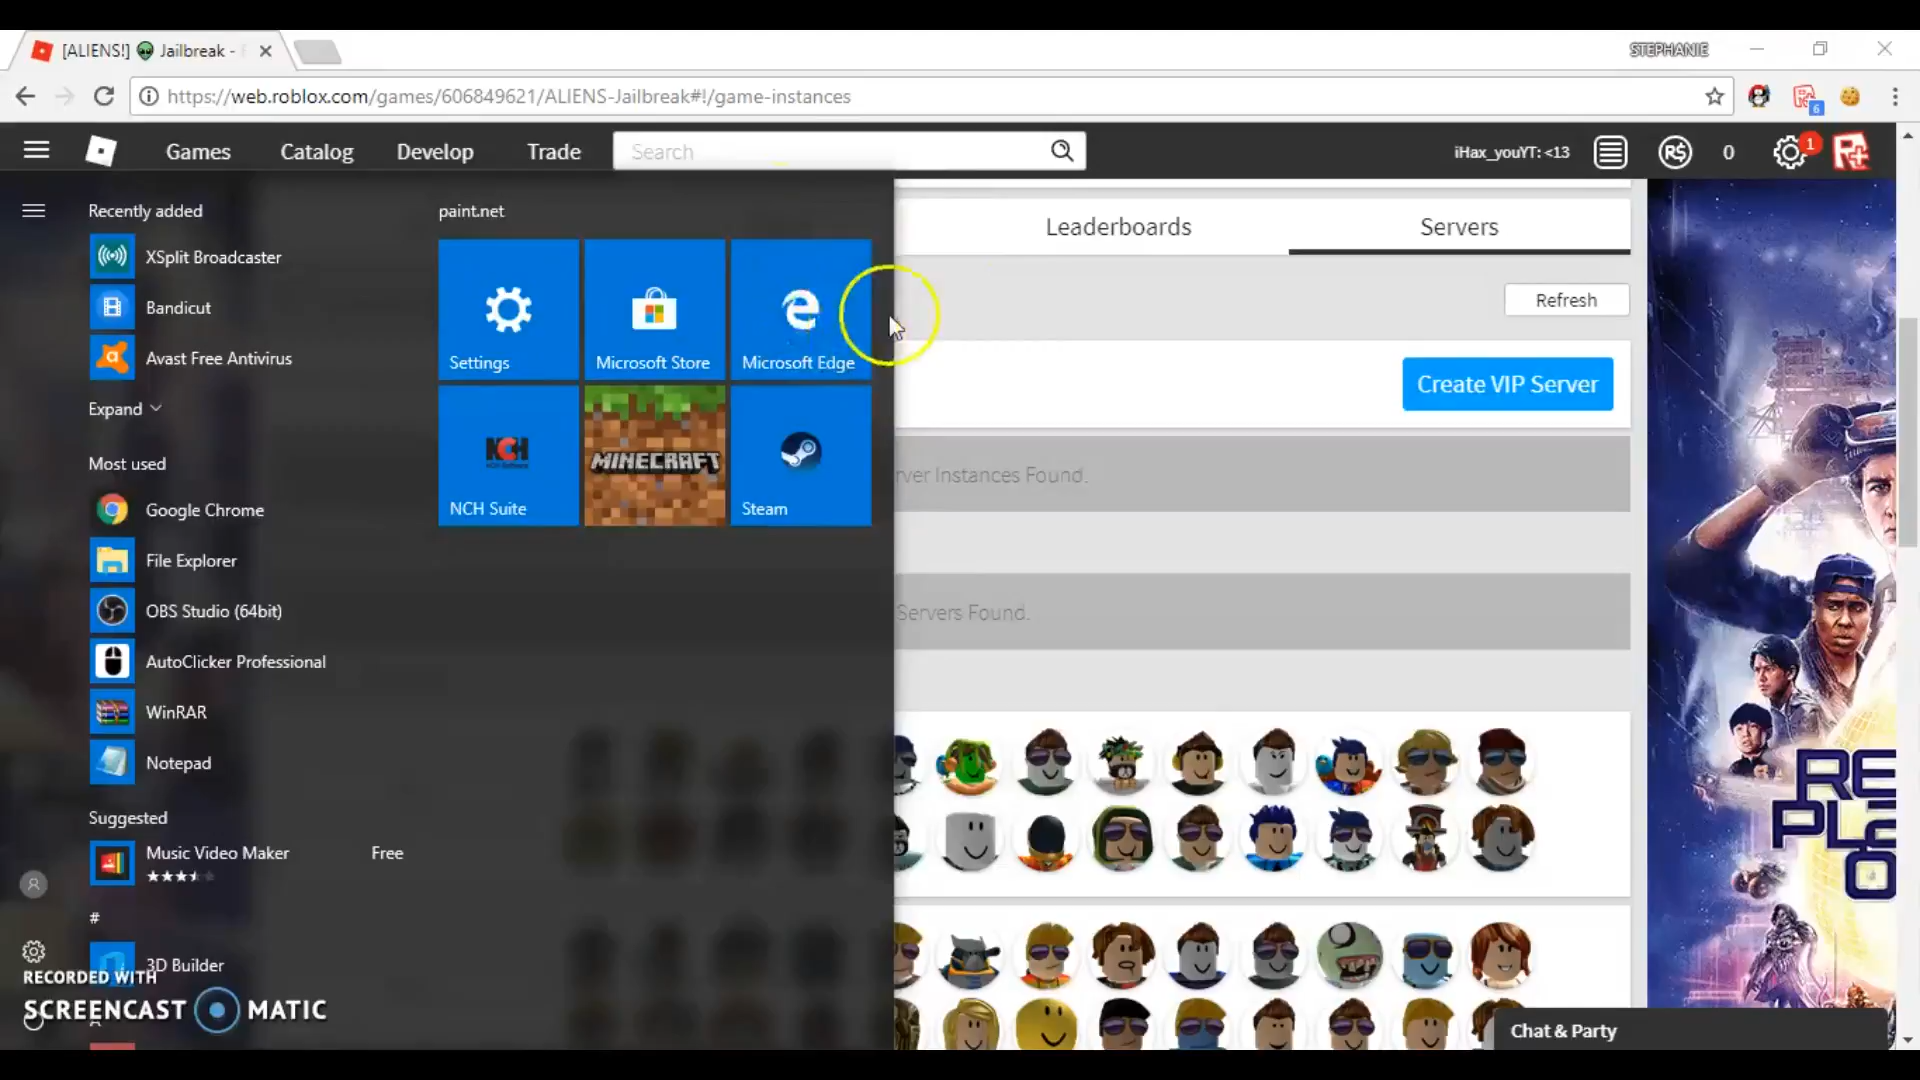 [ALIENS!] Jailbreak -
STEPHANIE
https://web.roblox.com/games/606849621/ALIENS-Jailbreak#!/game-instances
6
Games Catalog Develop Trade Search iHax_youYT: <13 R$ 0 1 R+
Recently added
XSplit Broadcaster
Bandicut
Avast Free Antivirus
Expand
Most used
Google Chrome
File Explorer
OBS Studio (64bit)
AutoClicker Professional
WinRAR
Notepad
Suggested
Music Video Maker Free
#
3D Builder
paint.net
Settings
Microsoft Store
Microsoft Edge
NCH
NCH Suite
MINECRAFT
Steam
Leaderboards Servers
Refresh
Create VIP Server
rver Instances Found.
Servers Found.
RE
PL
O
Chat & Party
RECORDED WITH
SCREENCAST MATIC